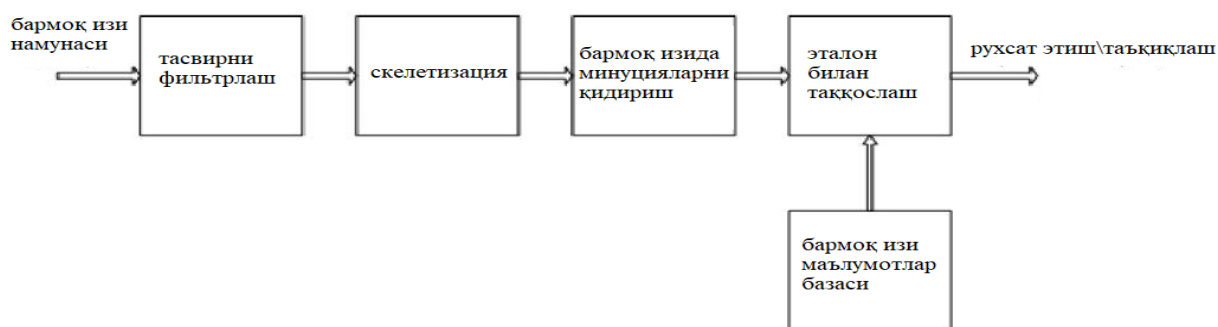 бармоқ изи
намунаси
тасвирни
фильтрлаш
скелетизация
бармоқ изида
минуцияларни
қидириш
эталон
билан
таққослаш
рухсат этиш\таъқиқлаш
бармоқ изи
маълумотлар
базаси